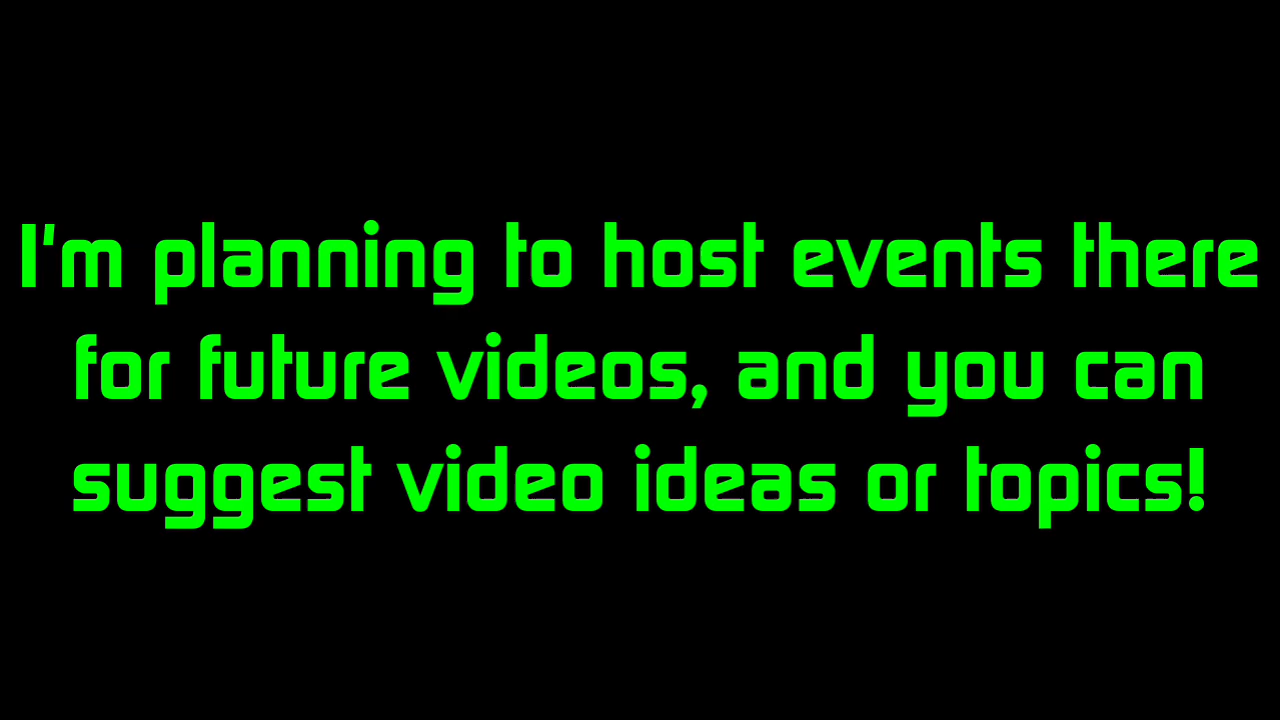 I'm planning to host events there
for future videos, and you can
suggest video ideas or topics!